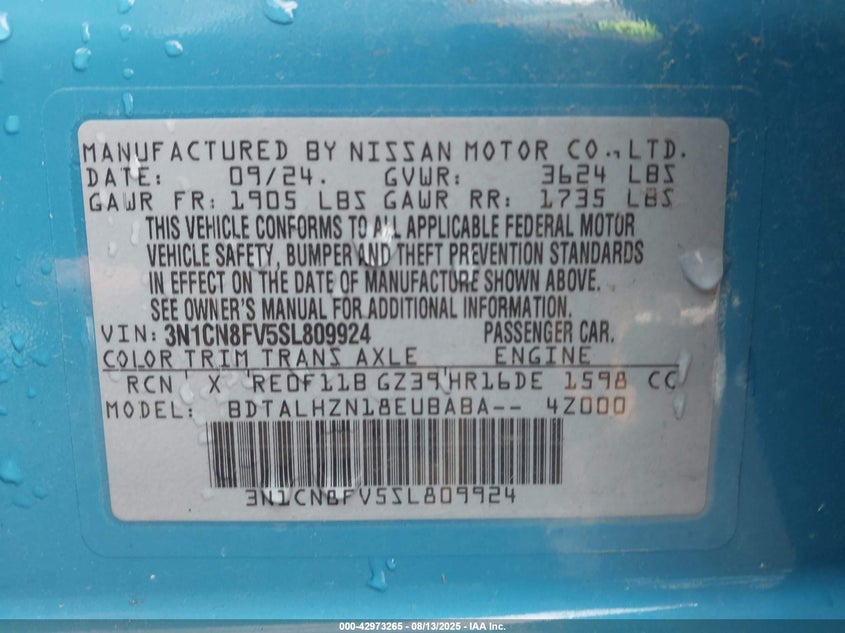 MANUFACTURED BY NISSAN MOTOR CO., LTD.
DATE: 09/24. GVWR: 3624 LBS
GAWR FR: 1905 LBS GAWR RR: 1735 LBS
THIS VEHICLE CONFORMS TO ALL APPLICABLE FEDERAL MOTOR
VEHICLE SAFETY, BUMPER AND THEFT PREVENTION STANDARDS
IN EFFECT ON THE DATE OF MANUFACTURE SHOWN ABOVE.
SEE OWNER'S MANUAL FOR ADDITIONAL INFORMATION.
VIN: 3N1CN8FV5SL809924 PASSENGER CAR.
COLOR TRIM TRANS AXLE ENGINE
RCN X RE0F11B GZ39 HR16DE 1598 CC
MODEL: BDTALHZN18EUBABA-- 4Z000
3N1CN8FV5SL809924
000-42973265 - 08/13/2025 - IAA Inc.